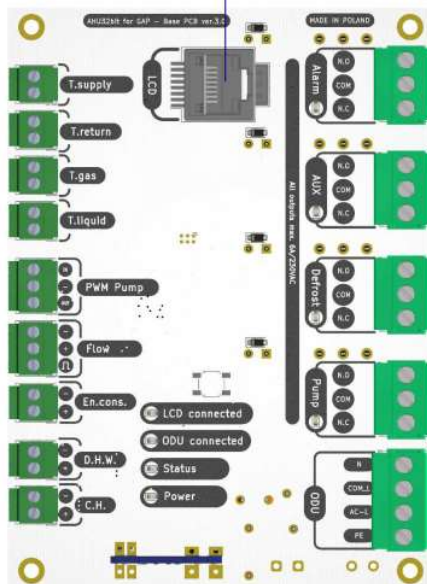 AHU32bit for GAP - Base PCB ver.3.0
MADE IN POLAND
LCD
T.supply
T.return
T.gas
T.liquid
IN
-
OUT
PWM Pump
-
+
Flow
-
+
En.cons.
-
+
D.H.W.
-
+
C.H.
LCD connected
ODU connected
Status
Power
All outputs max. 6A/230VAC
Alarm
N.O
COM
N.C
AUX
N.O
COM
N.C
Defrost
N.O
COM
N.C
Pump
N.O
COM
N.C
ODU
N
COM_L
AC-L
PE